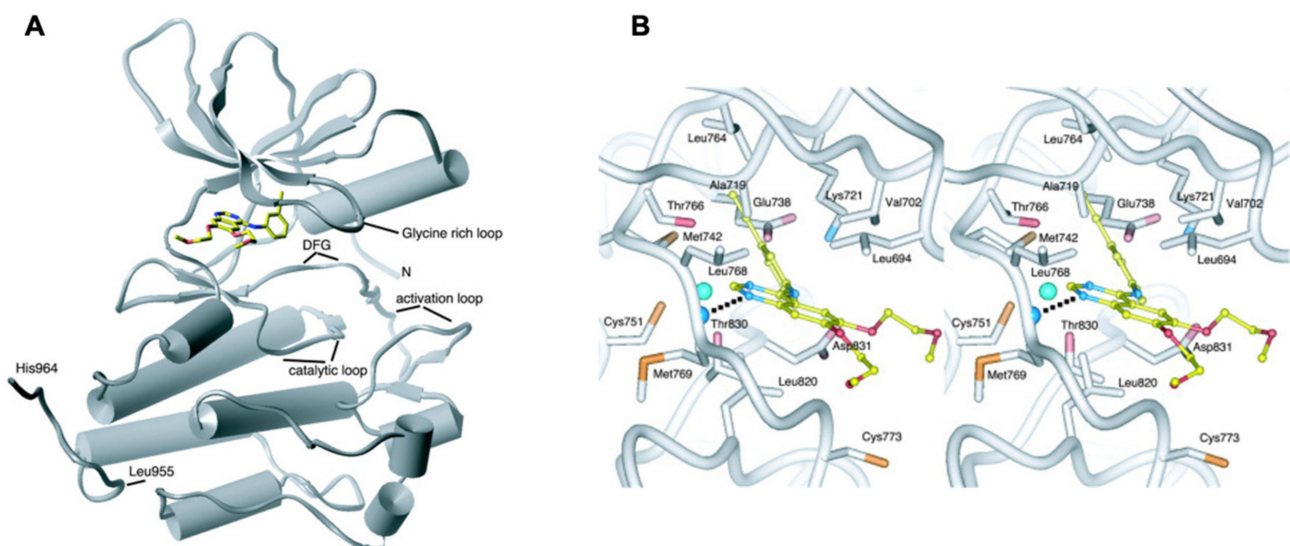 A
Glycine rich loop
DFG
N
activation loop
catalytic loop
His964
Leu955
B
Leu764
Ala719
Lys721
Thr766
Glu738
Val702
Met742
Leu694
Leu768
Cys751
Thr830
Asp831
Met769
Leu820
Cys773
Leu764
Ala719
Lys721
Thr766
Glu738
Val702
Met742
Leu694
Leu768
Cys751
Thr830
Asp831
Met769
Leu820
Cys773